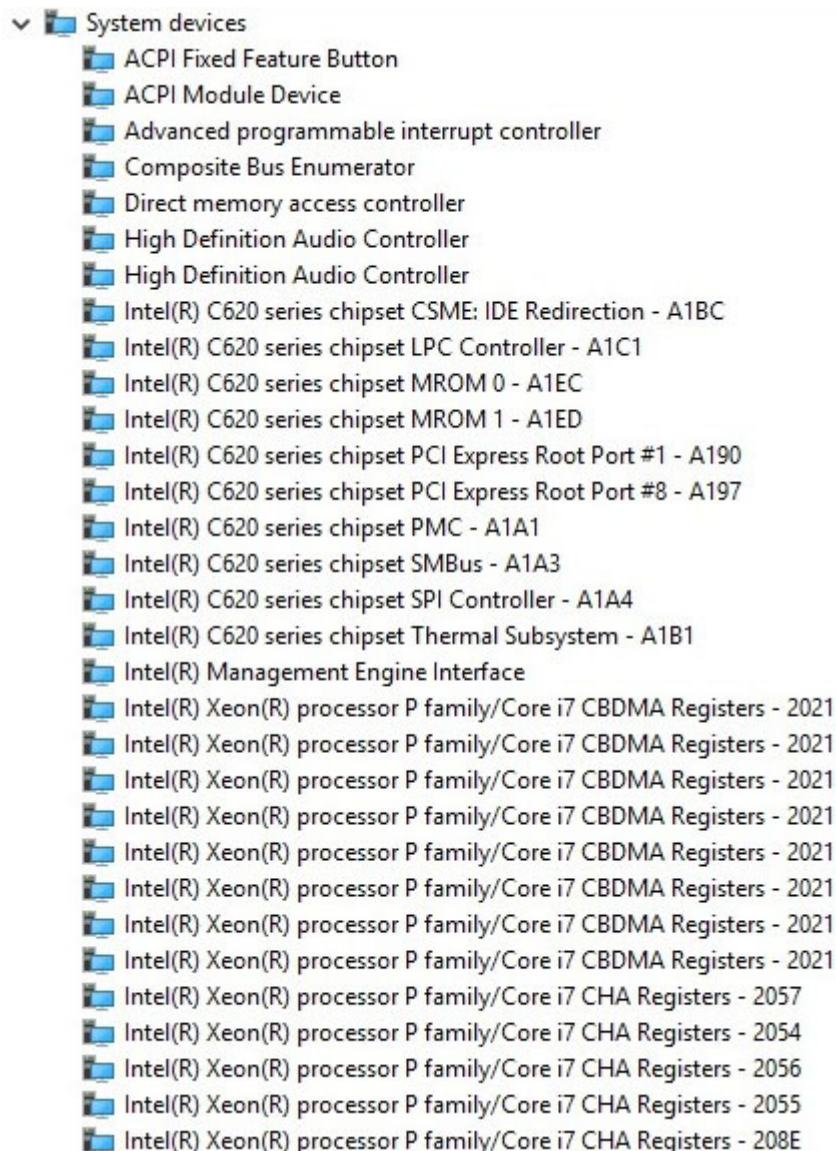 System devices
ACPI Fixed Feature Button
ACPI Module Device
Advanced programmable interrupt controller
Composite Bus Enumerator
Direct memory access controller
High Definition Audio Controller
High Definition Audio Controller
Intel(R) C620 series chipset CSME: IDE Redirection - A1BC
Intel(R) C620 series chipset LPC Controller - A1C1
Intel(R) C620 series chipset MROM 0 - A1EC
Intel(R) C620 series chipset MROM 1 - A1ED
Intel(R) C620 series chipset PCI Express Root Port #1 - A190
Intel(R) C620 series chipset PCI Express Root Port #8 - A197
Intel(R) C620 series chipset PMC - A1A1
Intel(R) C620 series chipset SMBus - A1A3
Intel(R) C620 series chipset SPI Controller - A1A4
Intel(R) C620 series chipset Thermal Subsystem - A1B1
Intel(R) Management Engine Interface
Intel(R) Xeon(R) processor P family/Core i7 CBDMA Registers - 2021
Intel(R) Xeon(R) processor P family/Core i7 CBDMA Registers - 2021
Intel(R) Xeon(R) processor P family/Core i7 CBDMA Registers - 2021
Intel(R) Xeon(R) processor P family/Core i7 CBDMA Registers - 2021
Intel(R) Xeon(R) processor P family/Core i7 CBDMA Registers - 2021
Intel(R) Xeon(R) processor P family/Core i7 CBDMA Registers - 2021
Intel(R) Xeon(R) processor P family/Core i7 CBDMA Registers - 2021
Intel(R) Xeon(R) processor P family/Core i7 CBDMA Registers - 2021
Intel(R) Xeon(R) processor P family/Core i7 CHA Registers - 2057
Intel(R) Xeon(R) processor P family/Core i7 CHA Registers - 2054
Intel(R) Xeon(R) processor P family/Core i7 CHA Registers - 2056
Intel(R) Xeon(R) processor P family/Core i7 CHA Registers - 2055
Intel(R) Xeon(R) processor P family/Core i7 CHA Registers - 208E